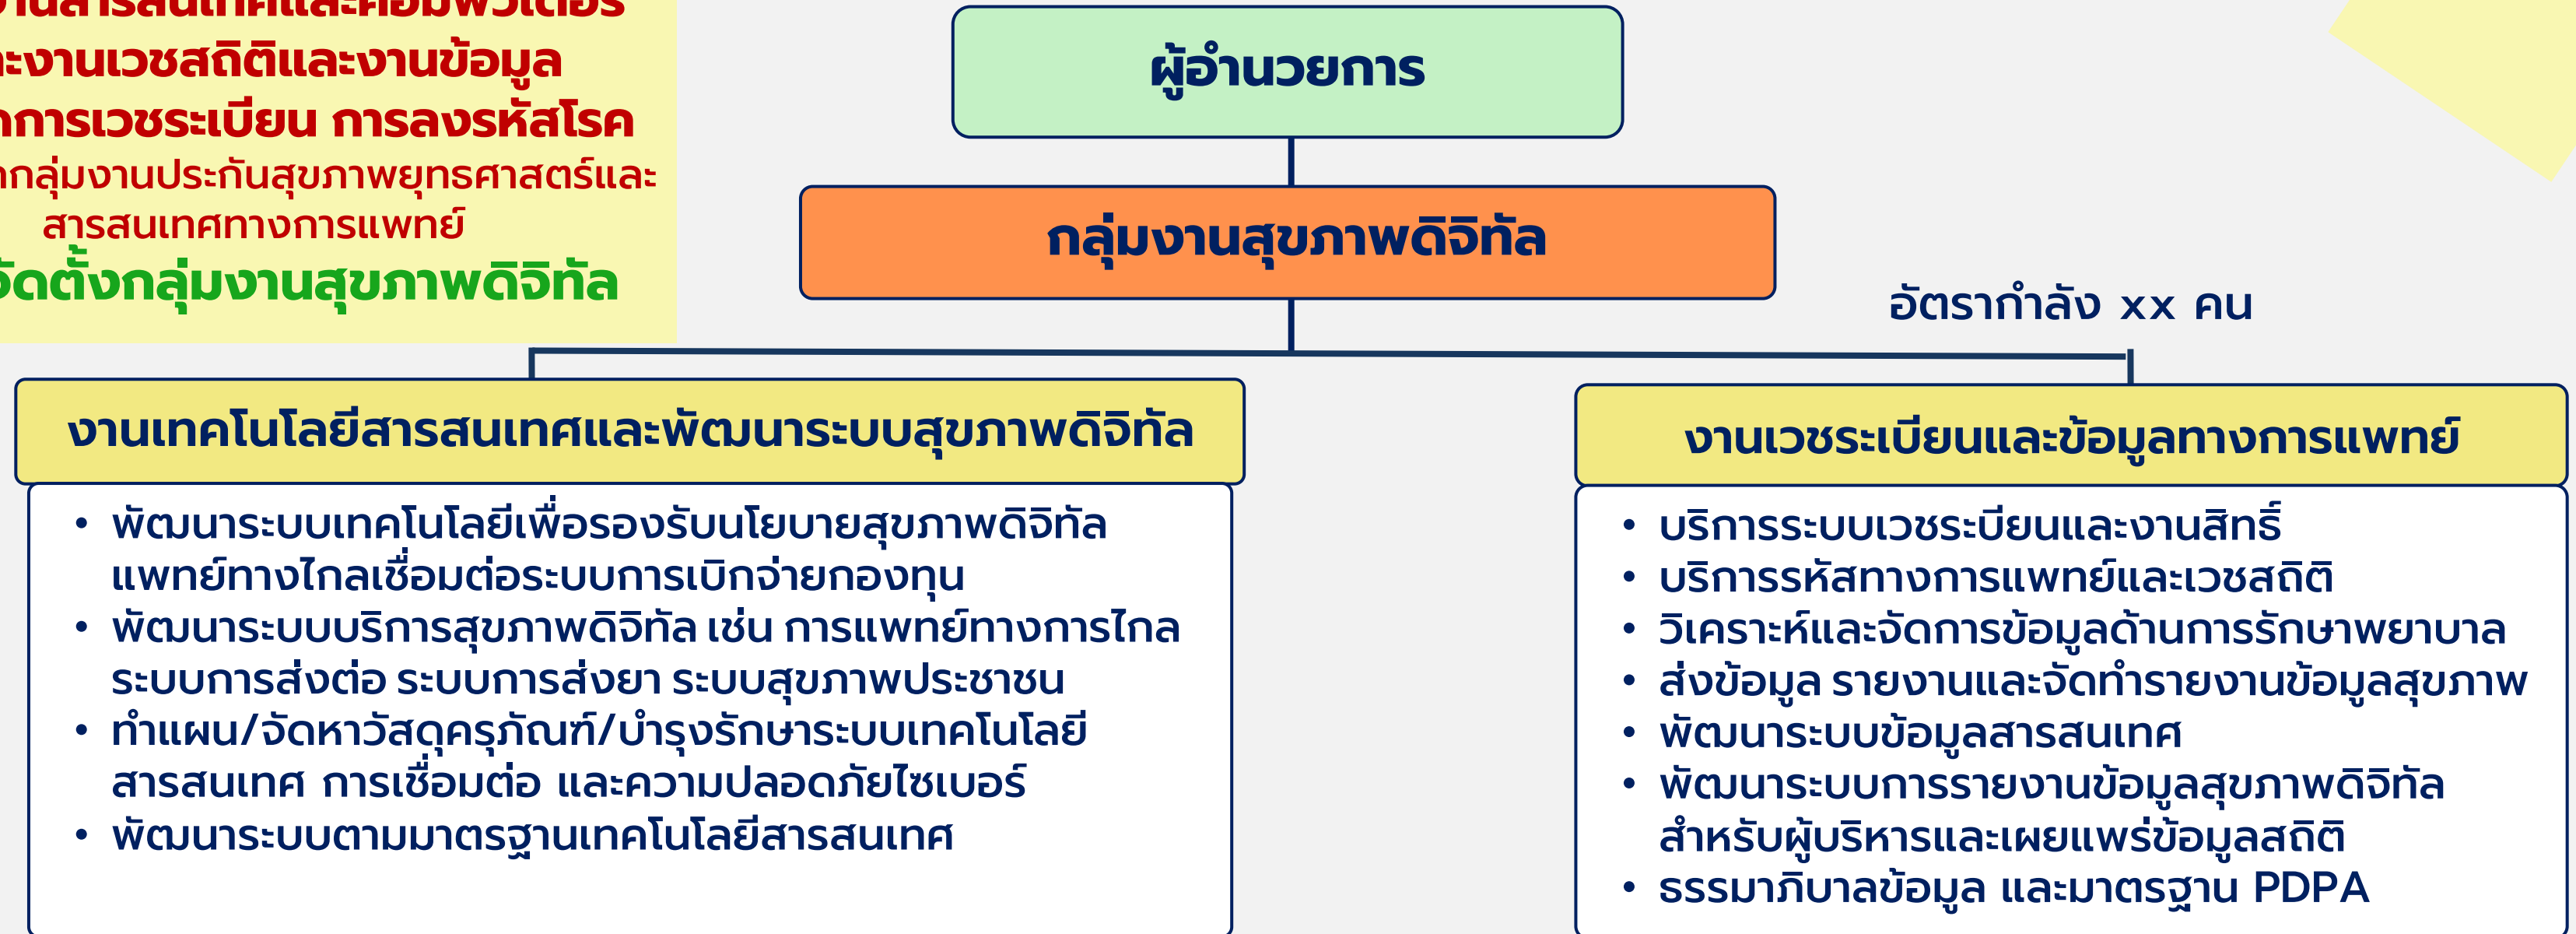 งานสารสนเทศและคอมพิวเตอร์
งานเวชสถิติและงานข้อมูล
การเวชระเบียน การลงรหัสโรค
กลุ่มงานประกันสุขภาพยุทธศาสตร์และ
สารสนเทศทางการแพทย์
จัดตั้งกลุ่มงานสุขภาพดิจิทัล
ผู้อำนวยการ
กลุ่มงานสุขภาพดิจิทัล
อัตรากำลัง xx คน
งานเทคโนโลยีสารสนเทศและพัฒนาระบบสุขภาพดิจิทัล
• พัฒนาระบบเทคโนโลยีเพื่อรองรับนโยบายสุขภาพดิจิทัล
แพทย์ทางไกลเชื่อมต่อระบบการเบิกจ่ายกองทุน
• พัฒนาระบบบริการสุขภาพดิจิทัล เช่น การแพทย์ทางการไกล
ระบบการส่งต่อ ระบบการส่งยา ระบบสุขภาพประชาชน
• ทำแผน/จัดหาวัสดุครุภัณฑ์/บำรุงรักษาระบบเทคโนโลยี
สารสนเทศ การเชื่อมต่อ และความปลอดภัยไซเบอร์
• พัฒนาระบบตามมาตรฐานเทคโนโลยีสารสนเทศ
งานเวชระเบียนและข้อมูลทางการแพทย์
• บริการระบบเวชระบียนและงานสิทธิ์
• บริการรหัสทางการแพทย์และเวชสถิติ
• วิเคราะห์และจัดการข้อมูลด้านการรักษาพยาบาล
• ส่งข้อมูล รายงานและจัดทำรายงานข้อมูลสุขภาพ
• พัฒนาระบบข้อมูลสารสนเทศ
• พัฒนาระบบการรายงานข้อมูลสุขภาพดิจิทัล
สำหรับผู้บริหารและเผยแพร่ข้อมูลสถิติ
• ธรรมาภิบาลข้อมูล และมาตรฐาน PDPA